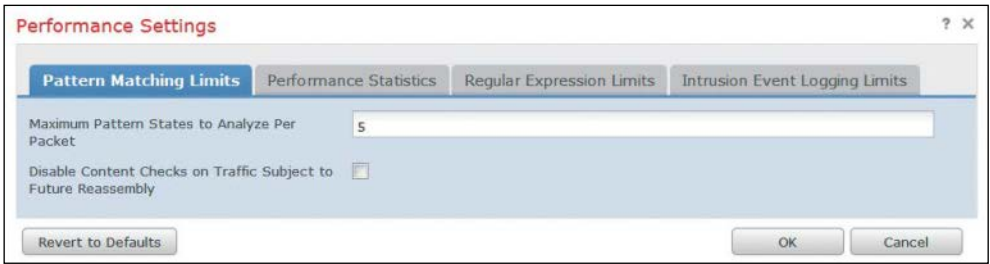 Performance Settings ? ×
Pattern Matching Limits Performance Statistics Regular Expression Limits Intrusion Event Logging Limits
Maximum Pattern States to Analyze Per
Packet
5
Disable Content Checks on Traffic Subject to
Future Reassembly
Revert to Defaults OK Cancel